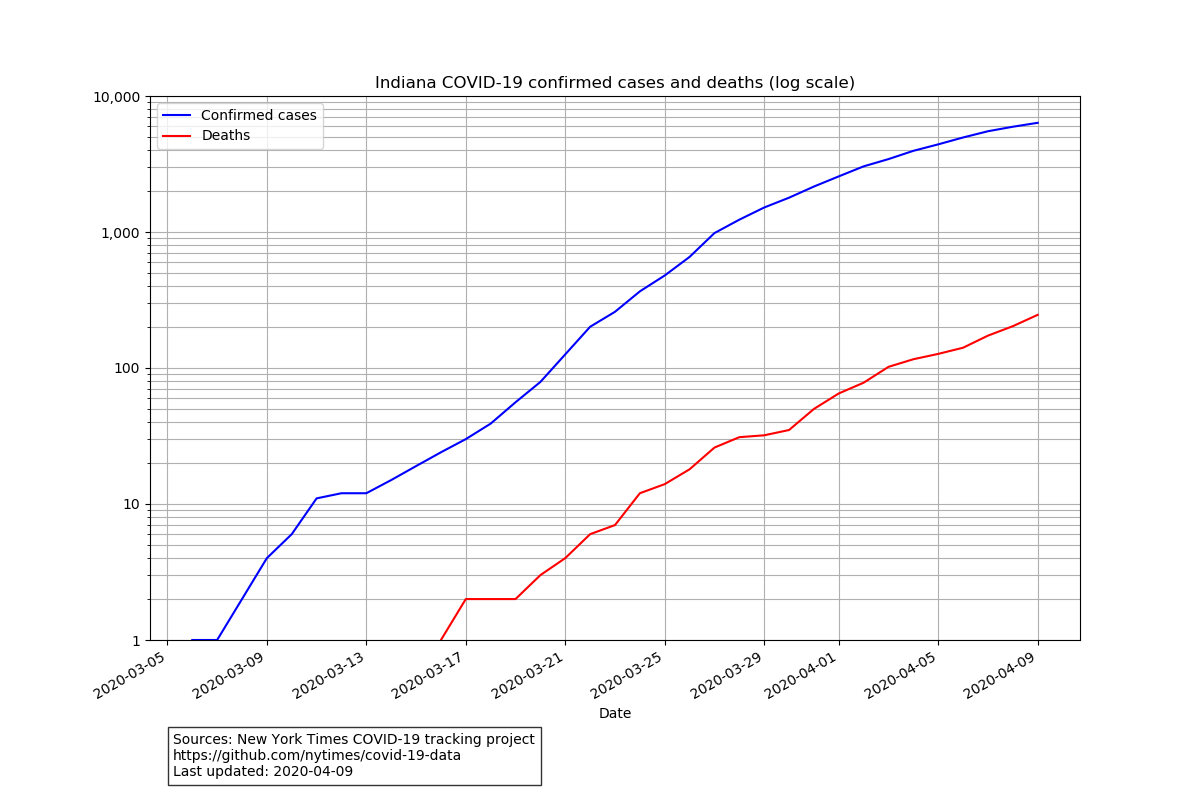 Indiana COVID-19 confirmed cases and deaths (log scale)
10,000
1,000
100
10
1
Confirmed cases
Deaths
2020-03-05
2020-03-09
2020-03-13
2020-03-17
2020-03-21
2020-03-25
2020-03-29
2020-04-01
2020-04-05
2020-04-09
Date
Sources: New York Times COVID-19 tracking project
https://github.com/nytimes/covid-19-data
Last updated: 2020-04-09